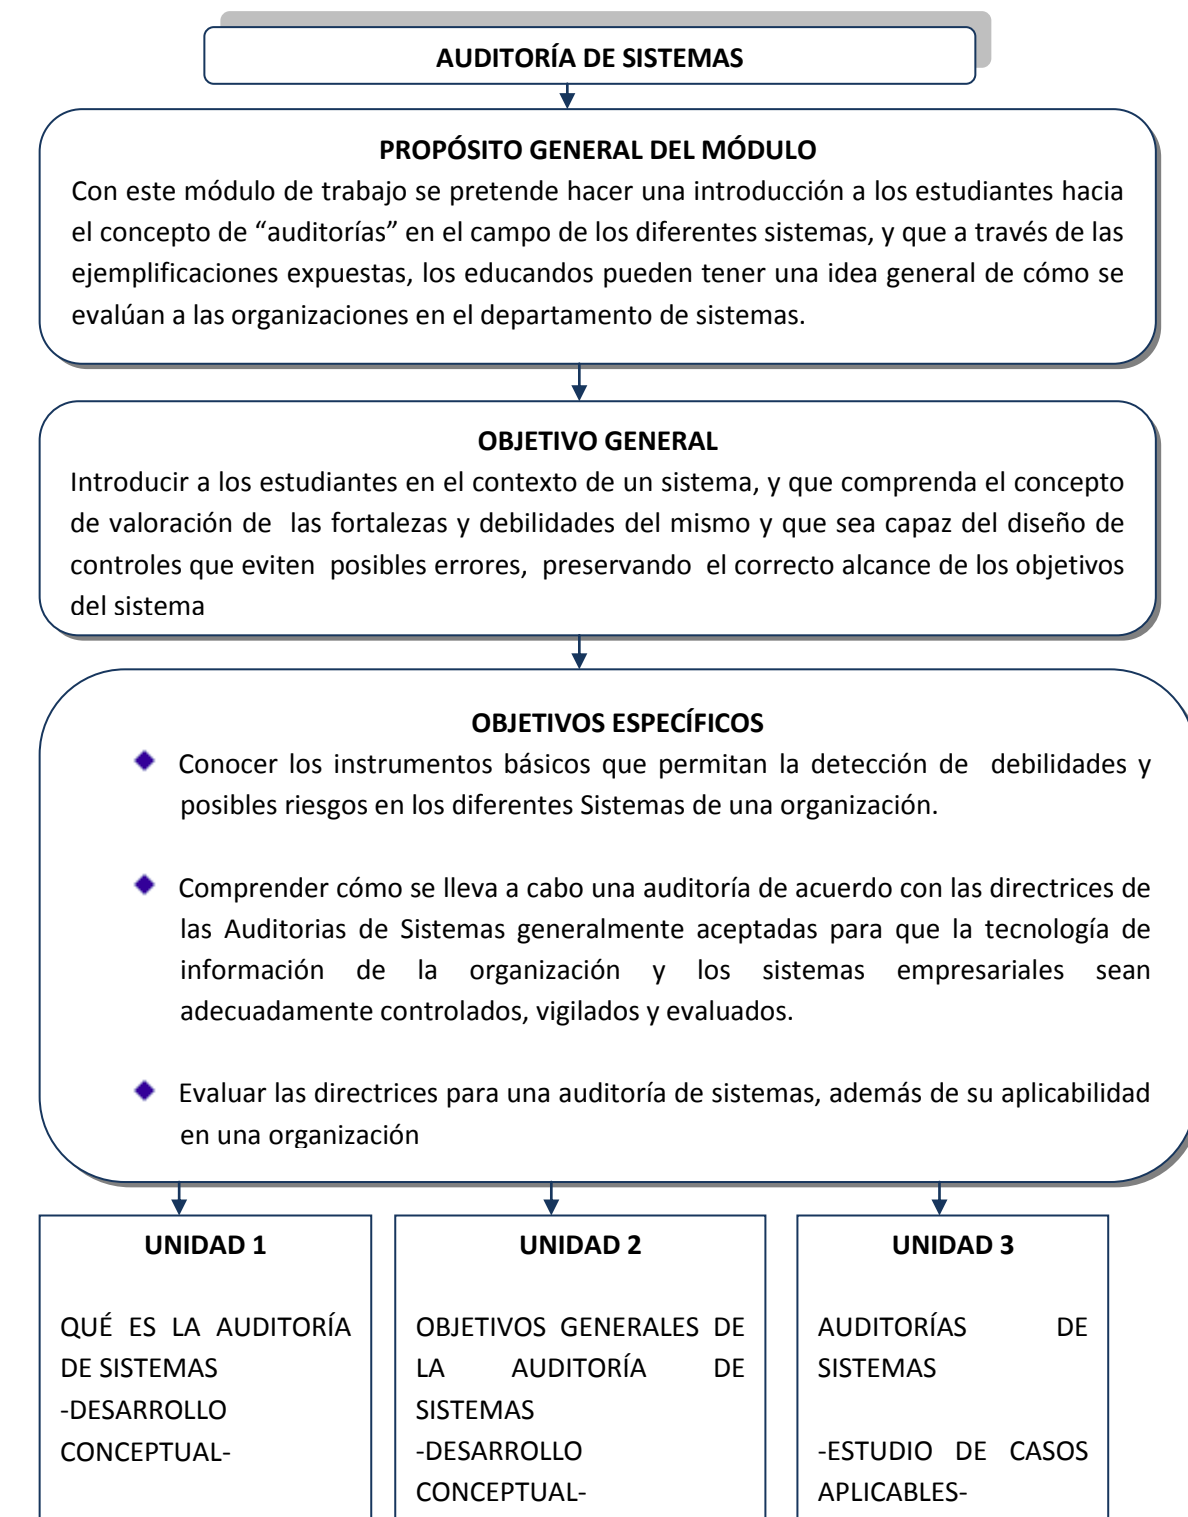 AUDITORÍA DE SISTEMAS
PROPÓSITO GENERAL DEL MÓDULO
Con este módulo de trabajo se pretende hacer una introducción a los estudiantes hacia
el concepto de “auditorías” en el campo de los diferentes sistemas, y que a través de las
ejemplificaciones expuestas, los educandos pueden tener una idea general de cómo se
evalúan a las organizaciones en el departamento de sistemas.
OBJETIVO GENERAL
Introducir a los estudiantes en el contexto de un sistema, y que comprenda el concepto
de valoración de las fortalezas y debilidades del mismo y que sea capaz del diseño de
controles que eviten posibles errores, preservando el correcto alcance de los objetivos
del sistema
OBJETIVOS ESPECÍFICOS
Conocer los instrumentos básicos que permitan la detección de debilidades y
posibles riesgos en los diferentes Sistemas de una organización.
Comprender cómo se lleva a cabo una auditoría de acuerdo con las directrices de
las Auditorias de Sistemas generalmente aceptadas para que la tecnología de
información de la organización y los sistemas empresariales sean
adecuadamente controlados, vigilados y evaluados.
Evaluar las directrices para una auditoría de sistemas, además de su aplicabilidad
en una organización
UNIDAD 1
QUÉ ES LA AUDITORÍA
DE SISTEMAS
-DESARROLLO
CONCEPTUAL-
UNIDAD 2
OBJETIVOS GENERALES DE
LA AUDITORÍA DE
SISTEMAS
-DESARROLLO
CONCEPTUAL-
UNIDAD 3
AUDITORÍAS DE
SISTEMAS
-ESTUDIO DE CASOS
APLICABLES-